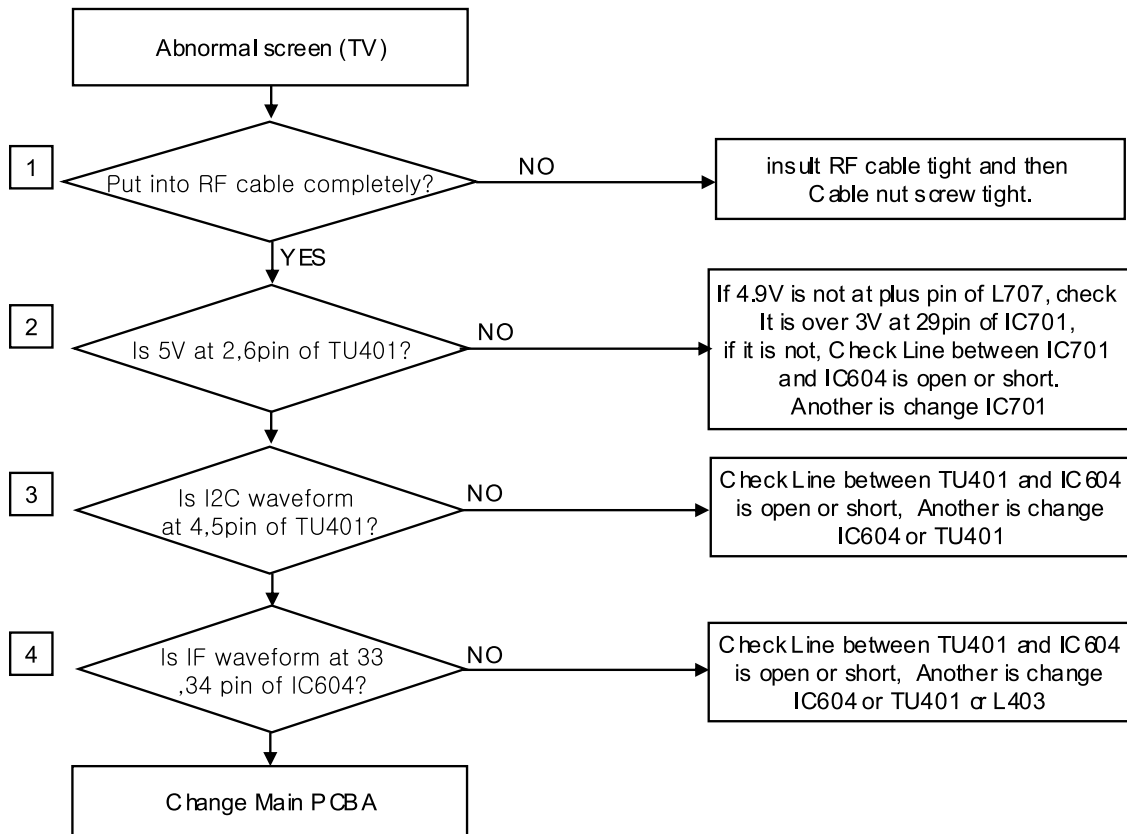 Abnormal screen (TV)
1
Put into RF cable completely?
NO
insult RF cable tight and then
Cable nut screw tight.
YES
2
Is 5V at 2,6pin of TU401?
NO
If 4.9V is not at plus pin of L707, check
It is over 3V at 29pin of IC701,
if it is not, Check Line between IC701
and IC604 is open or short.
Another is change IC701
3
Is I2C waveform
at 4,5pin of TU401?
NO
Check Line between TU401 and IC604
is open or short, Another is change
IC604 or TU401
4
Is IF waveform at 33
,34 pin of IC604?
NO
Check Line between TU401 and IC604
is open or short, Another is change
IC604 or TU401 or L403
Change Main PCBA